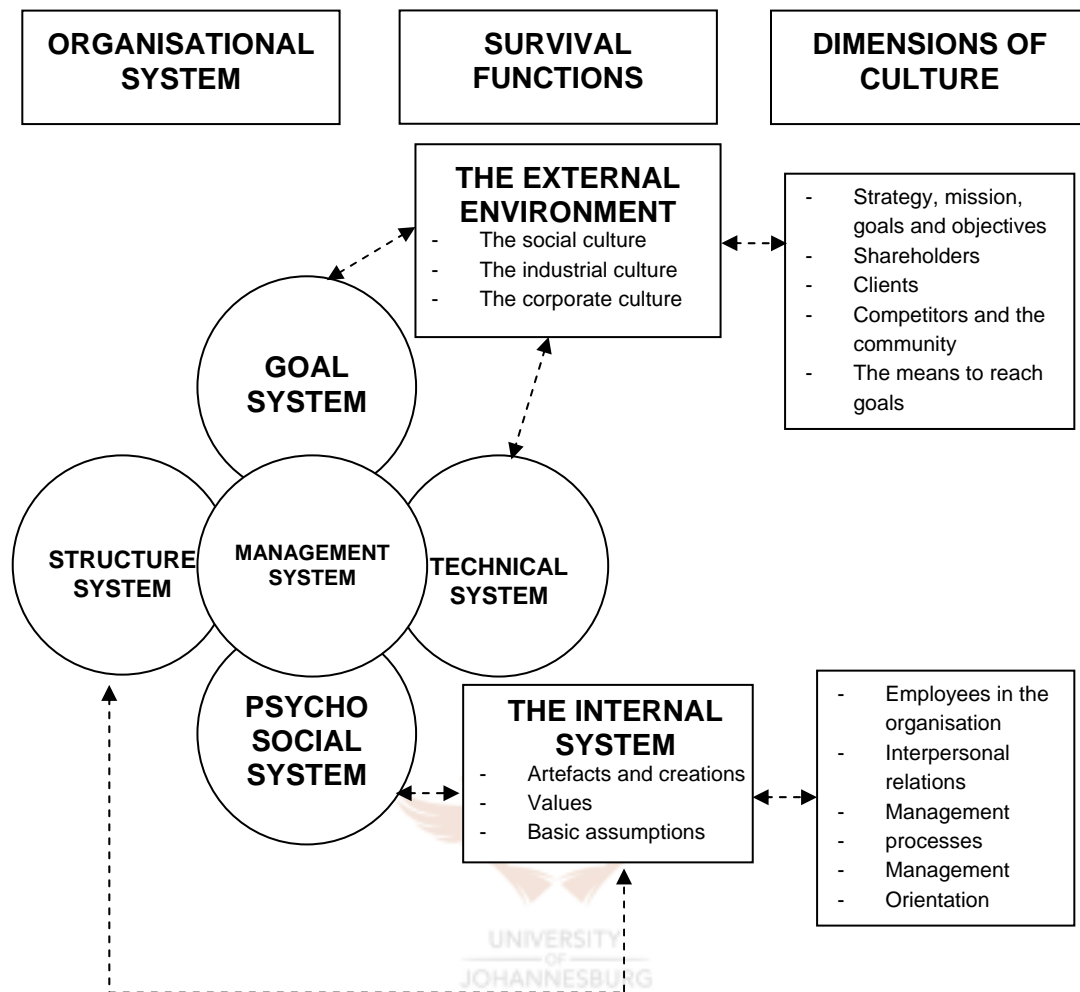 ORGANISATIONAL
SYSTEM
SURVIVAL
FUNCTIONS
DIMENSIONS OF
CULTURE
THE EXTERNAL
ENVIRONMENT
- The social culture
- The industrial culture
- The corporate culture
- Strategy, mission,
goals and objectives
- Shareholders
- Clients
- Competitors and the
community
- The means to reach
goals
GOAL
SYSTEM
STRUCTURE
SYSTEM
MANAGEMENT
SYSTEM
TECHNICAL
SYSTEM
PSYCHO
SOCIAL
SYSTEM
THE INTERNAL
SYSTEM
- Artefacts and creations
- Values
- Basic assumptions
- Employees in the
organisation
- Interpersonal
relations
- Management
- processes
- Management
- Orientation
UNIVERSITY
OF
JOHANNESBURG